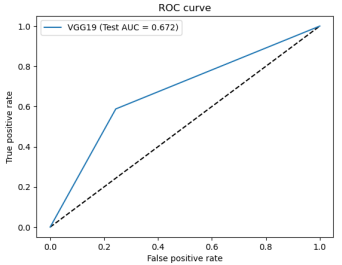 ROC curve
VGG19 (Test AUC = 0.672)
True positive rate
1.0
0.8
0.6
0.4
0.2
0.0
0.0 0.2 0.4 0.6 0.8 1.0
False positive rate